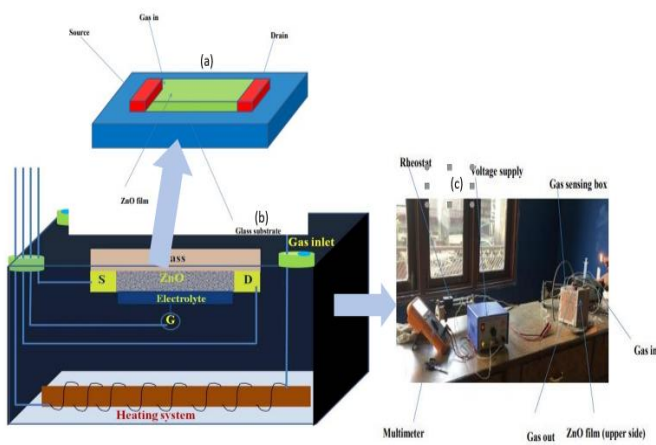 Gas in
(a)
Source
Drain
ZnO film
(b)
Glass substrate
Gas inlet
S
ZnO
D
Electrolyte
G
Heating system
Rheostat
(c)
Voltage supply
Gas sensing box
Gas in
Multimeter
Gas out
ZnO film (upper side)